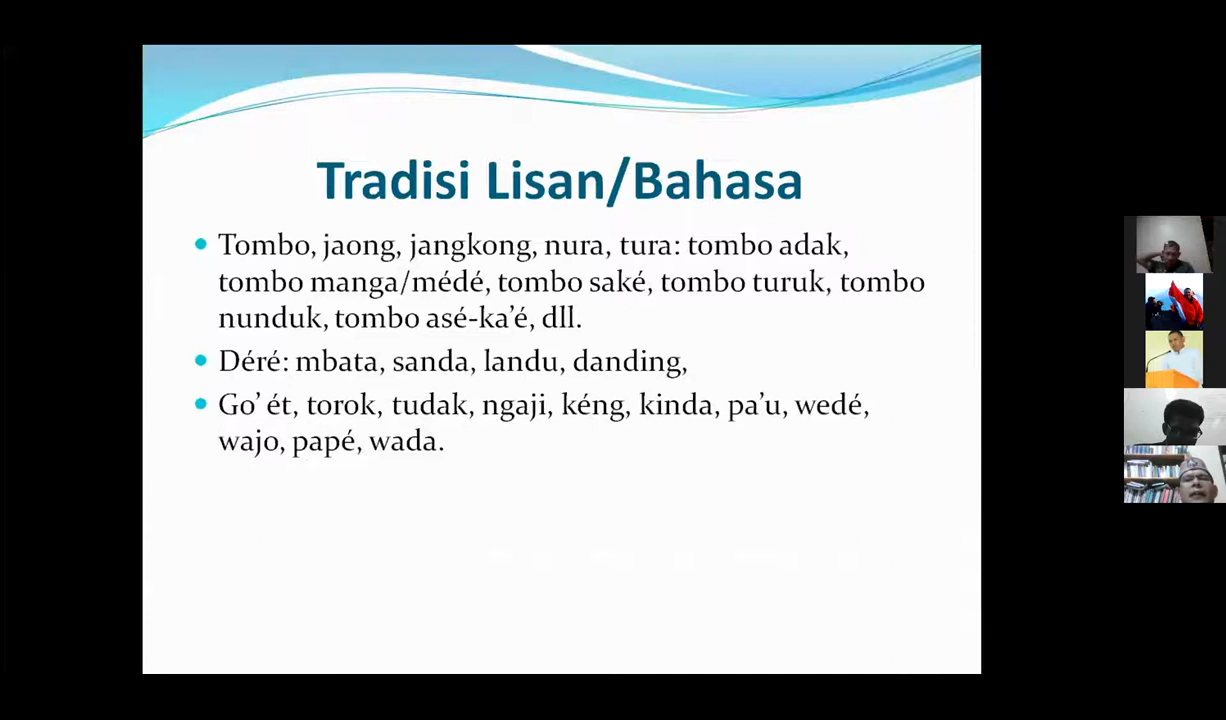 Tradisi Lisan/Bahasa
• Tombo, jaong, jangkong, nura, tura: tombo adak,
tombo manga/médé, tombo saké, tombo turuk, tombo
nunduk, tombo asé-ka’é, dll.
• Déré: mbata, sanda, landu, danding,
• Go’ ét, torok, tudak, ngaji, kéng, kinda, pa’u, wedé,
wajo, papé, wada.